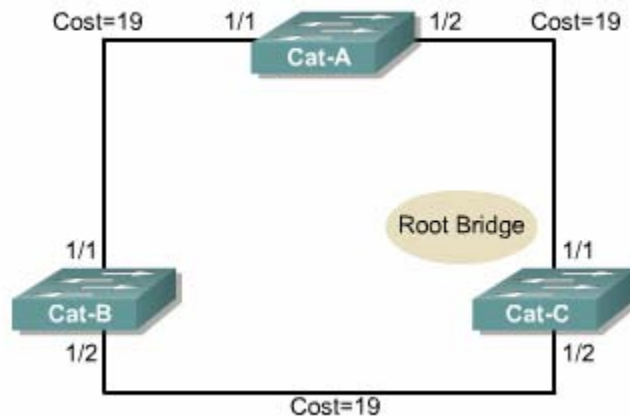 Cost=19 1/1 1/2 Cost=19
Cat-A
Root Bridge
1/1 1/1
Cat-B Cat-C
1/2 1/2
Cost=19